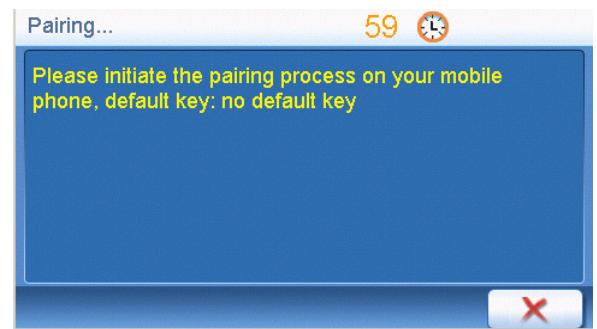 Pairing...
59
Please initiate the pairing process on your mobile
phone, default key: no default key